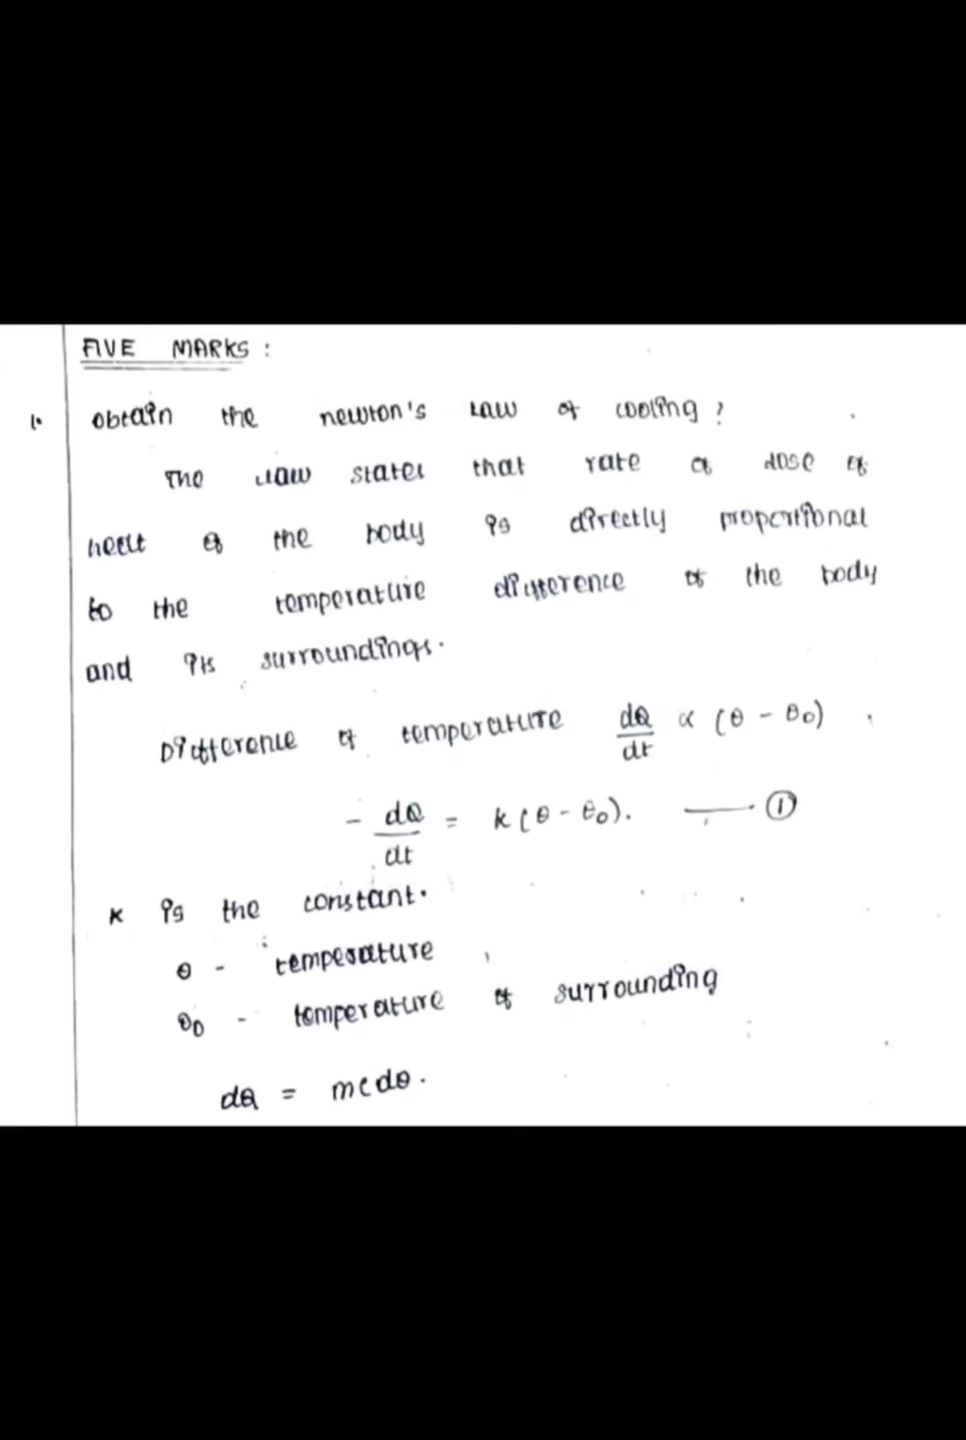 FIVE MARKS :
1. obtain the newton's Law of cooling ?
The Law states that rate of lose of
heat of the body is directly proportional
to the temperature difference of the body
and its surroundings.
Difference of temperature dQ/dt ∝ (θ - θ0)
- dQ/dt = k (θ - θ0). —— ①
K is the constant.
θ - temperature
θ0 - temperature of surrounding
dQ = mcdθ.